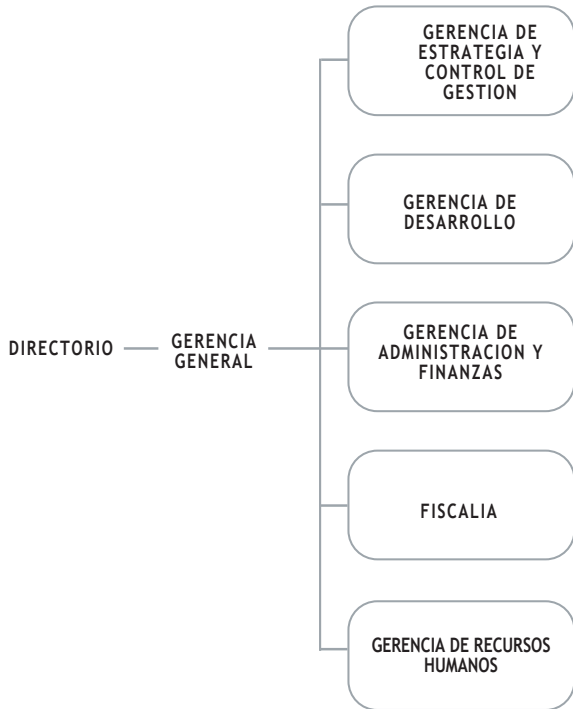 DIRECTORIO
GERENCIA
GENERAL
GERENCIA DE
ESTRATEGIA Y
CONTROL DE
GESTION
GERENCIA DE
DESARROLLO
GERENCIA DE
ADMINISTRACION Y
FINANZAS
FISCALIA
GERENCIA DE RECURSOS
HUMANOS